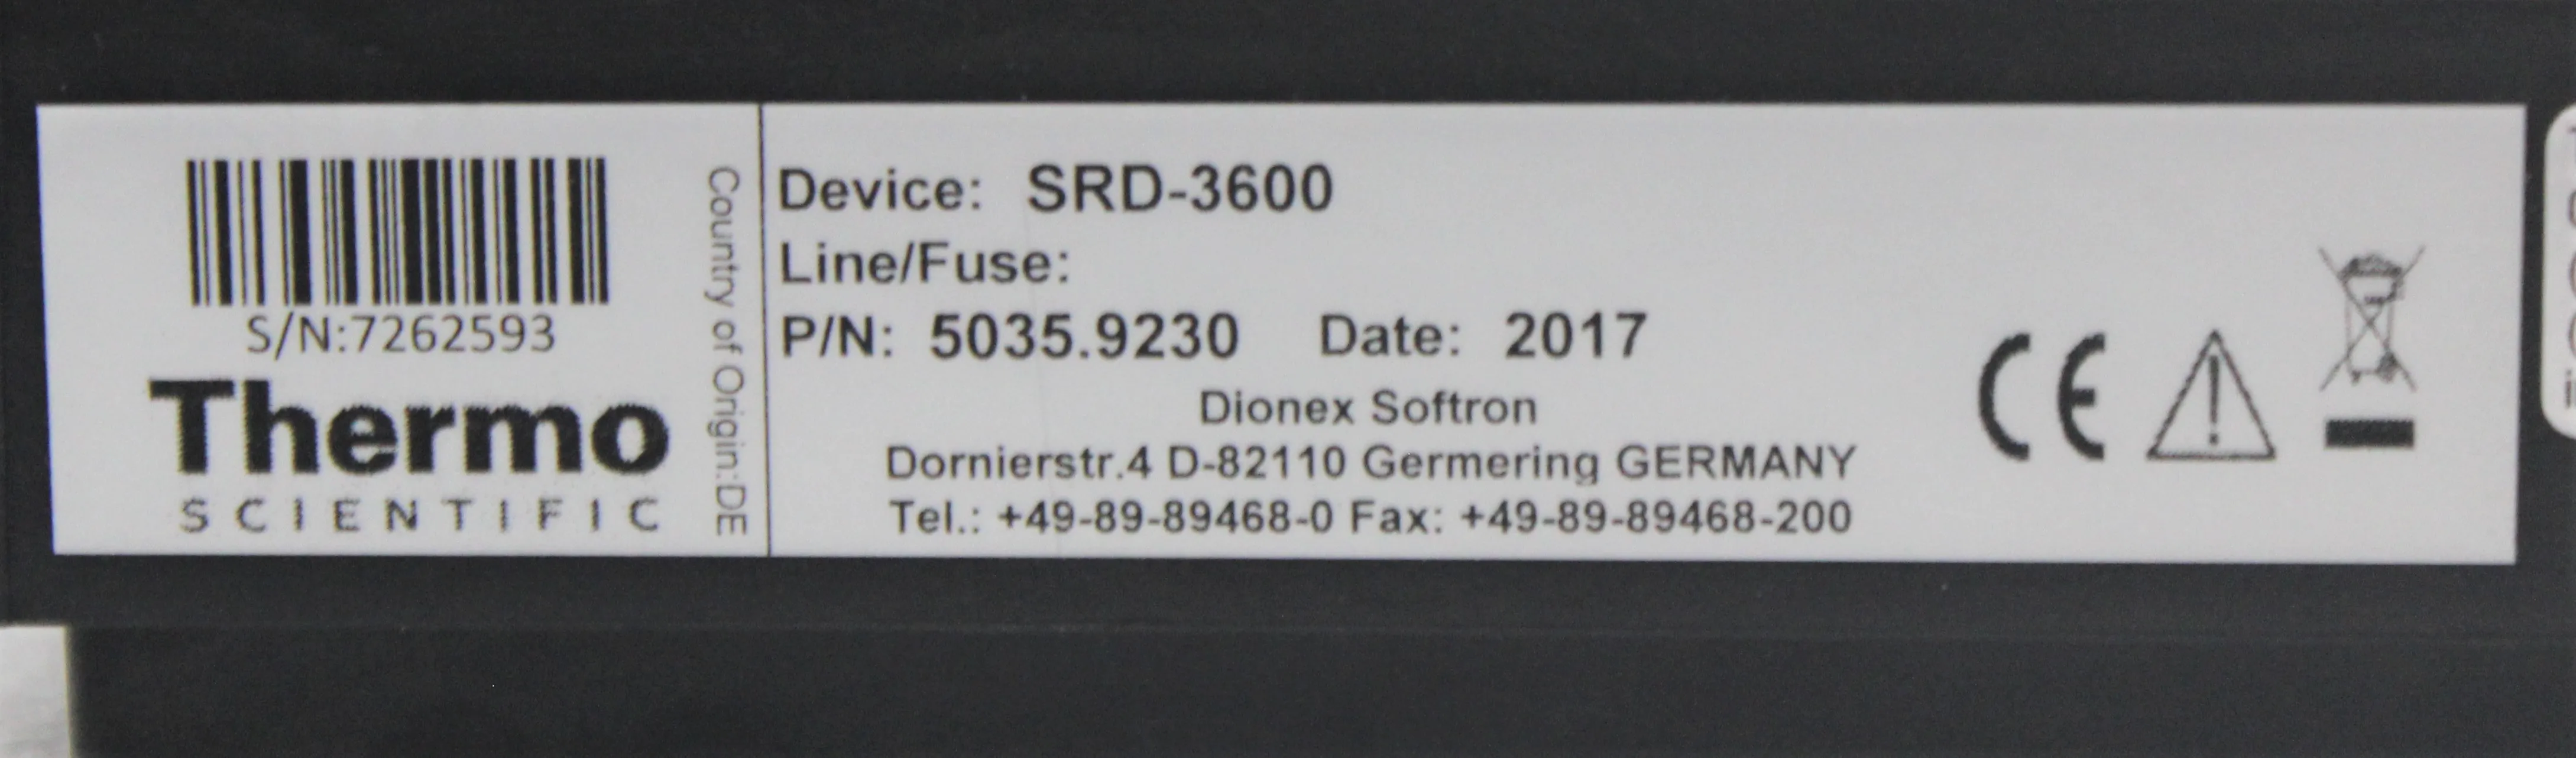 S/N:7262593
Thermo
SCIENTIFIC
Country of Origin:DE
Device: SRD-3600
Line/Fuse:
P/N: 5035.9230 Date: 2017
Dionex Softron
Dornierstr.4 D-82110 Germering GERMANY
Tel.: +49-89-89468-0 Fax: +49-89-89468-200
CE